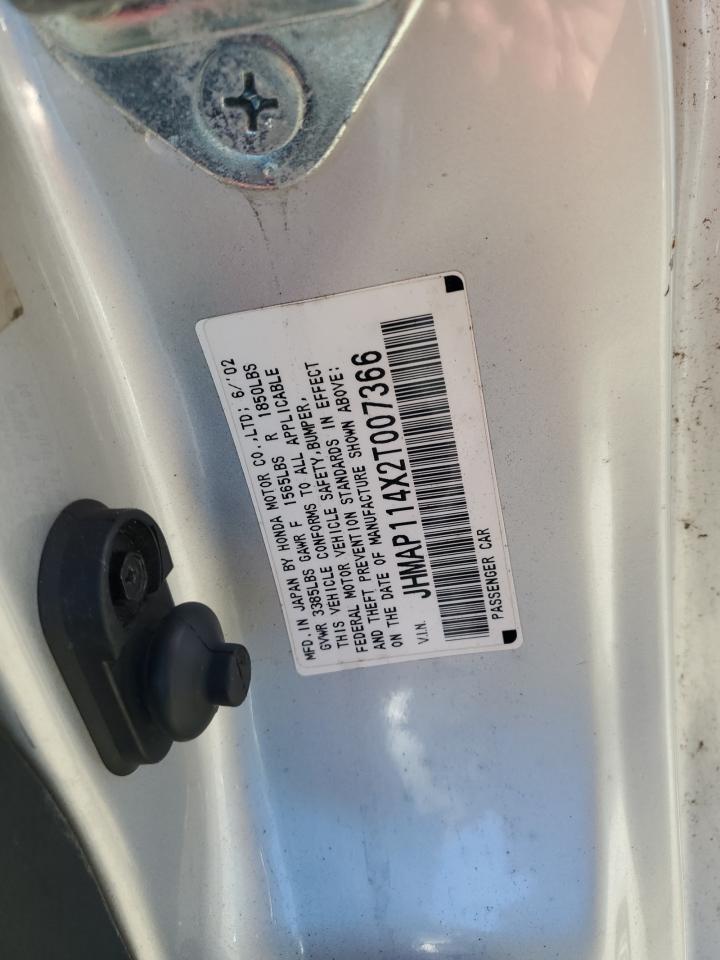 MFD. IN JAPAN BY HONDA MOTOR CO.,LTD; 6/'02
GVWR 3385LBS GAWR F 1565LBS R 1850LBS
THIS VEHICLE CONFORMS TO ALL APPLICABLE
FEDERAL MOTOR VEHICLE SAFETY,BUMPER,
AND THEFT PREVENTION STANDARDS IN EFFECT
ON THE DATE OF MANUFACTURE SHOWN ABOVE:
V.I.N. JHMAP114X2T007366
PASSENGER CAR